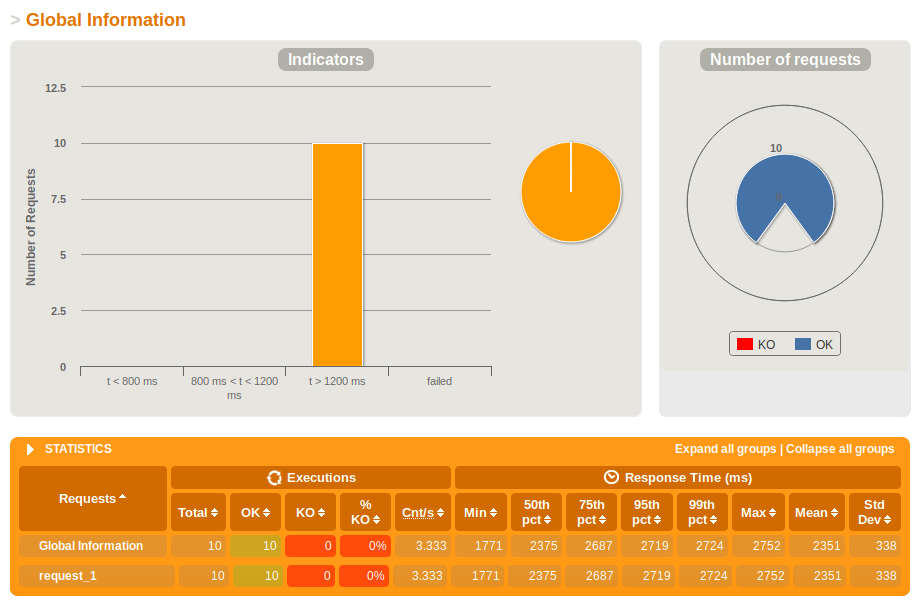 > Global Information
Indicators
Number of Requests
12.5
10
7.5
5
2.5
0
t < 800 ms
800 ms < t < 1200
ms
t > 1200 ms
failed
Number of requests
10
0
KO OK
STATISTICS Expand all groups | Collapse all groups
Requests Executions Response Time (ms)
Total OK KO % KO Cnt/s Min 50th pct 75th pct 95th pct 99th pct Max Mean Std Dev
Global Information 10 10 0 0% 3.333 1771 2375 2687 2719 2724 2752 2351 338
request_1 10 10 0 0% 3.333 1771 2375 2687 2719 2724 2752 2351 338